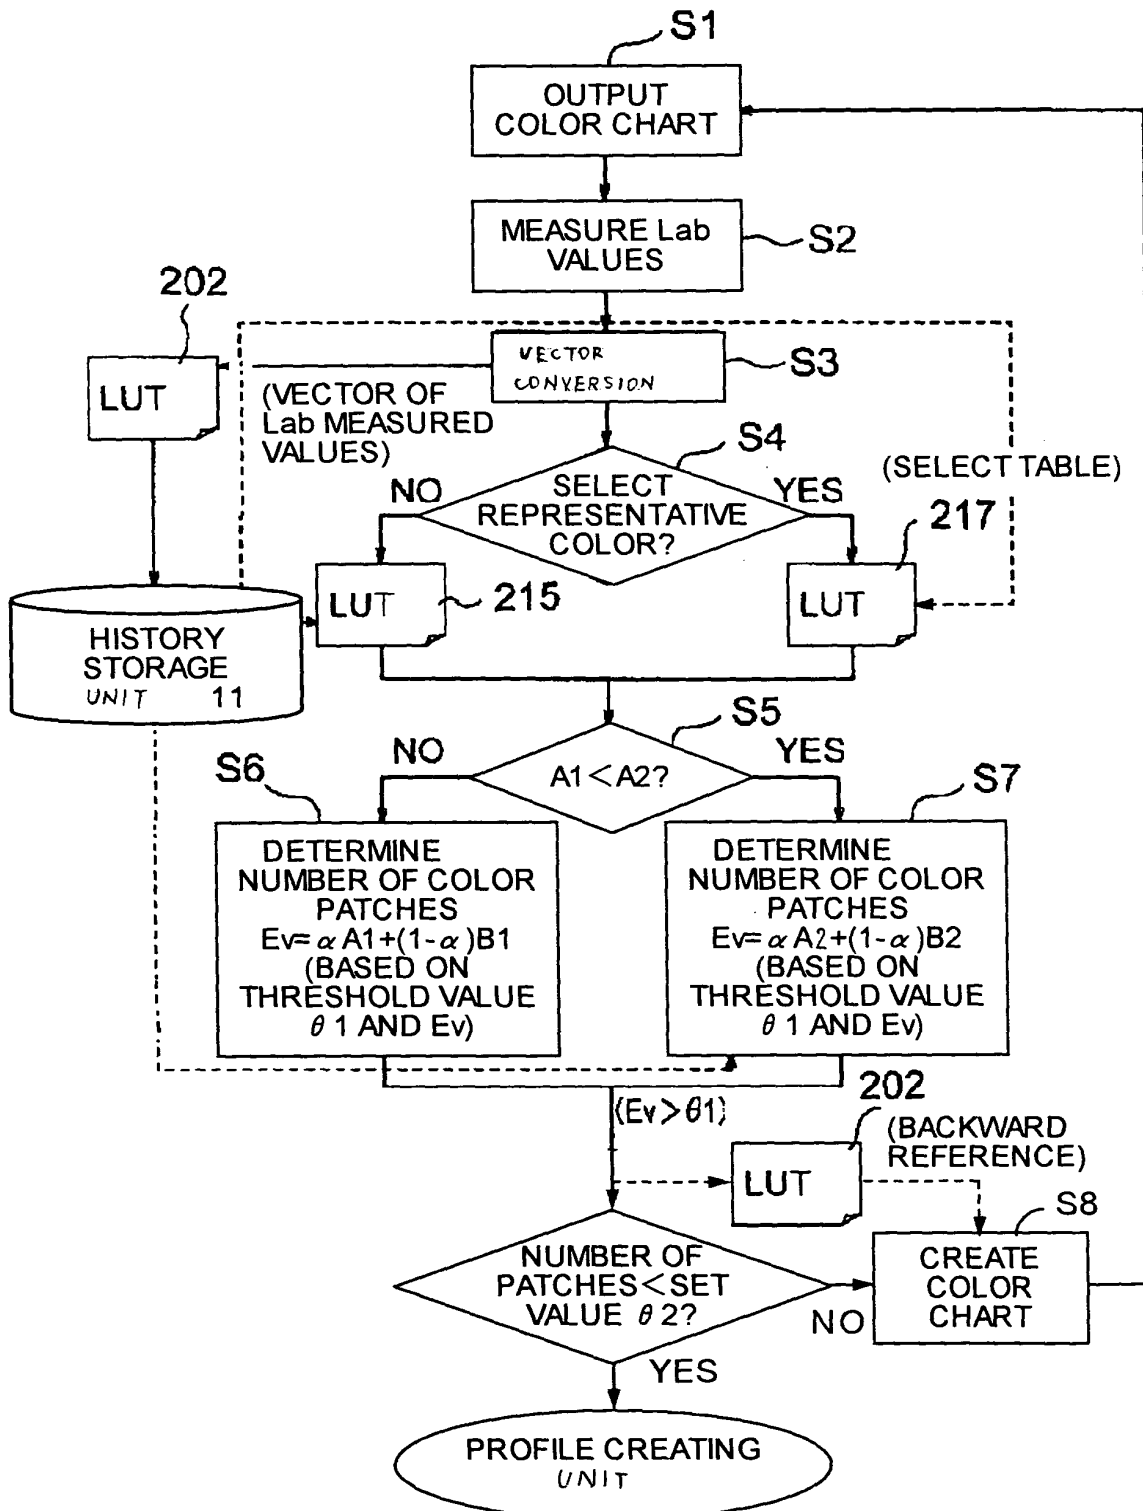 S1
OUTPUT
COLOR CHART
MEASURE Lab
VALUES
S2
202
LUT
VECTOR
CONVERSION
S3
(VECTOR OF
Lab MEASURED
VALUES)
S4
(SELECT TABLE)
NO
SELECT
REPRESENTATIVE
COLOR?
YES
217
LUT
215
LUT
HISTORY
STORAGE
UNIT 11
S5
NO
A1<A2?
YES
S6
S7
DETERMINE
NUMBER OF COLOR
PATCHES
Ev=αA1+(1-α)B1
(BASED ON
THRESHOLD VALUE
θ1 AND Ev)
DETERMINE
NUMBER OF COLOR
PATCHES
Ev=αA2+(1-α)B2
(BASED ON
THRESHOLD VALUE
θ1 AND Ev)
(Ev>θ1)
202
LUT
(BACKWARD
REFERENCE)
S8
NUMBER OF
PATCHES<SET
VALUE θ2?
NO
CREATE
COLOR
CHART
YES
PROFILE CREATING
UNIT